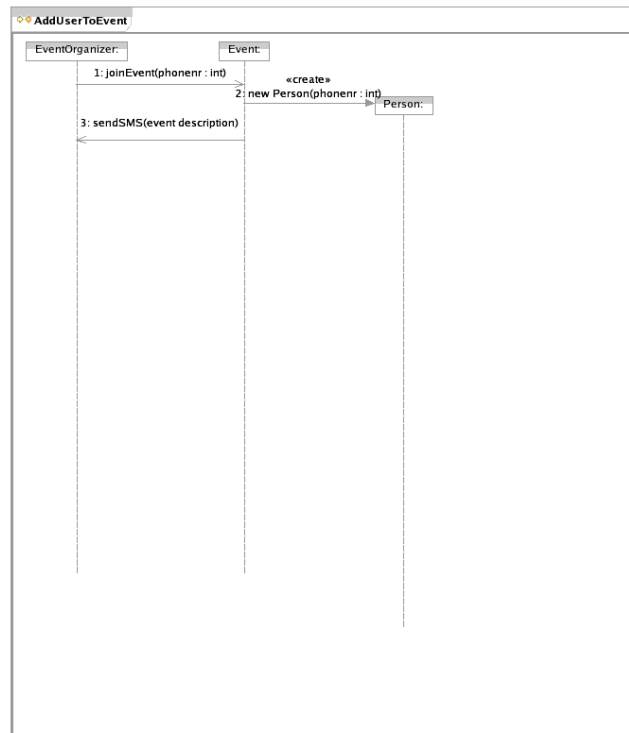 AddUserToEvent
EventOrganizer:
Event:
1: joinEvent(phonenr : int)
«create»
2: new Person(phonenr : int)
Person:
3: sendSMS(event description)